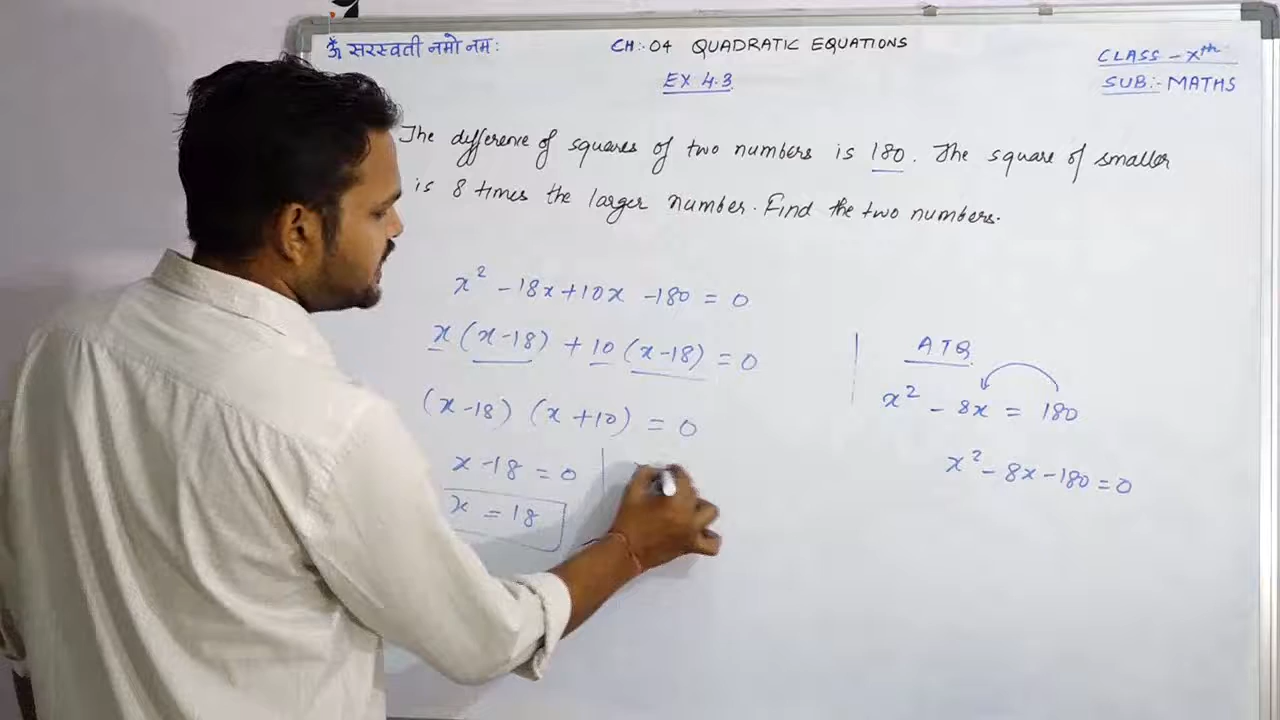 ॐ सरस्वती नमो नमः
CH:- 04 QUADRATIC EQUATIONS
EX 4.3
CLASS - Xth
SUB:- MATHS
The difference of squares of two numbers is 180. The square of smaller
is 8 times the larger number. Find the two numbers.
x² - 18x + 10x - 180 = 0
x (x - 18) + 10 (x - 18) = 0
(x - 18) (x + 10) = 0
x - 18 = 0
x = 18
ATQ
x² - 8x = 180
x² - 8x - 180 = 0